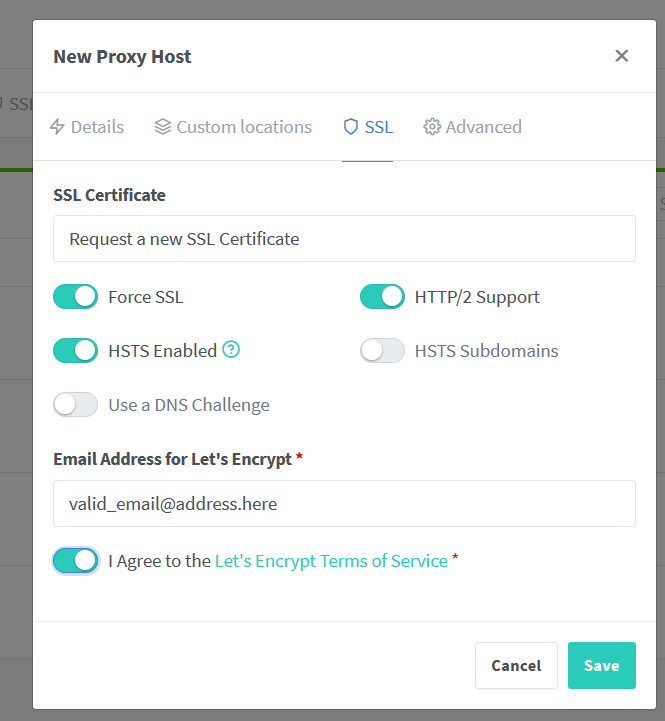 New Proxy Host
Details Custom locations SSL Advanced
SSL
SSL Certificate
Request a new SSL Certificate
Force SSL HTTP/2 Support
HSTS Enabled HSTS Subdomains
Use a DNS Challenge
Email Address for Let's Encrypt *
valid_email@address.here
I Agree to the Let's Encrypt Terms of Service *
Cancel Save